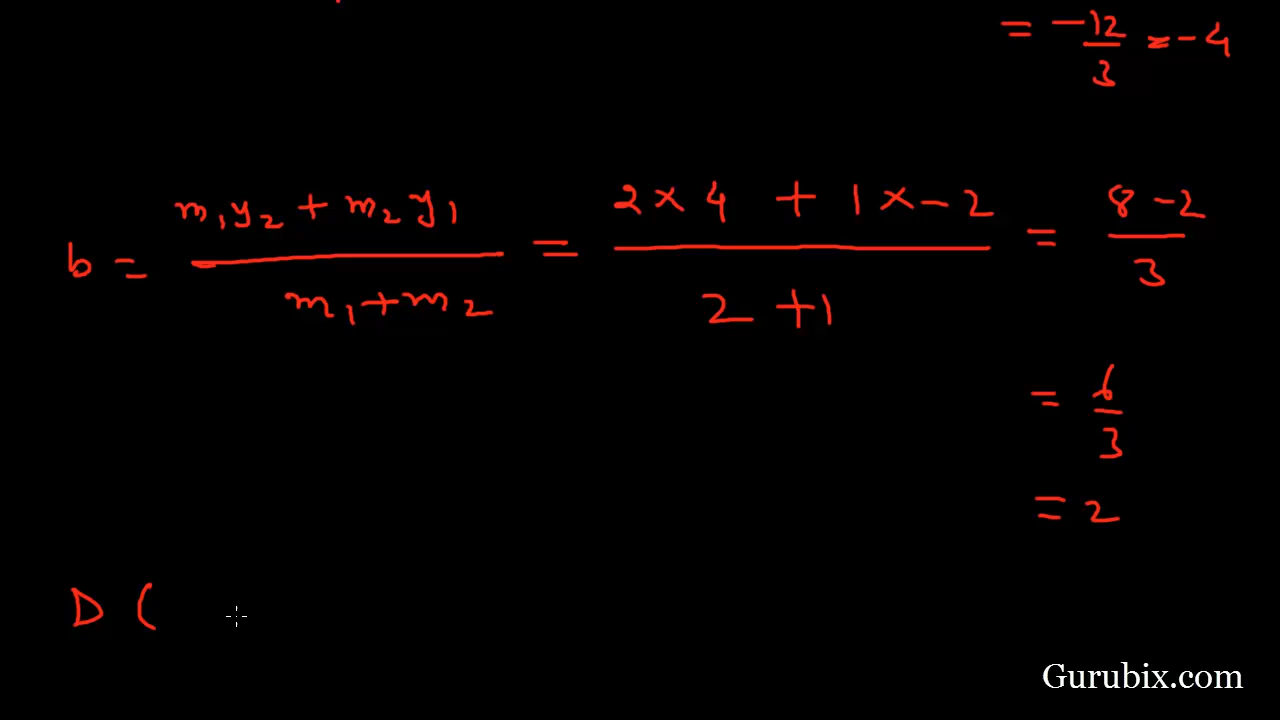 = -12/3 = -4
b = (m₁y₂ + m₂y₁)/(m₁+m₂) = (2 × 4 + 1 × -2)/(2 + 1) = (8 - 2)/3
= 6/3
= 2
D (
Gurubix.com